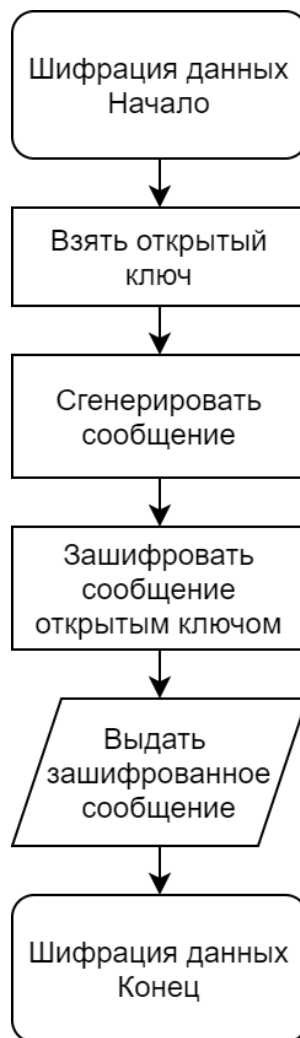 Шифрация данных
Начало
Взять открытый
ключ
Сгенерировать
сообщение
Зашифровать
сообщение
открытым ключом
Выдать
зашифрованное
сообщение
Шифрация данных
Конец